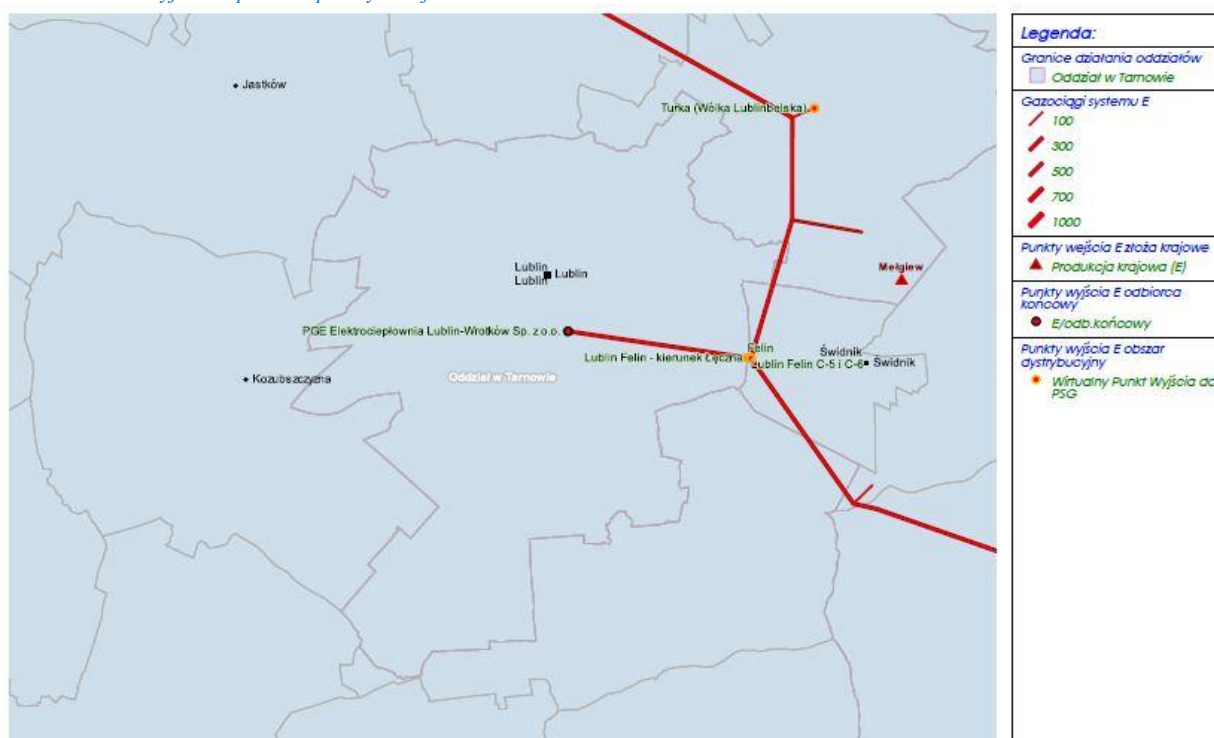 Jastków
Turka (Wólka Lublinbelska)
Mełgiew
Lublin
Lublin
Lublin
PGE Elektrociepłownia Lublin-Wrotków Sp. z o.o.
Felin
Lublin Felin - kierunek Łęczna
Lublin Felin C-5 i C-6
Świdnik
Świdnik
Kozubszczyzna
Oddział w Tarnowie
Legenda:
Granice działania oddziałów
Oddział w Tarnowie
Gazociągi systemu E
100
300
500
700
1000
Punkty wejścia E złoża krajowe
Produkcja krajowa (E)
Punkty wyjścia E odbiorca
końcowy
E/odb.końcowy
Punkty wyjścia E obszar
dystrybucyjny
Wirtualny Punkt Wyjścia do
PSG